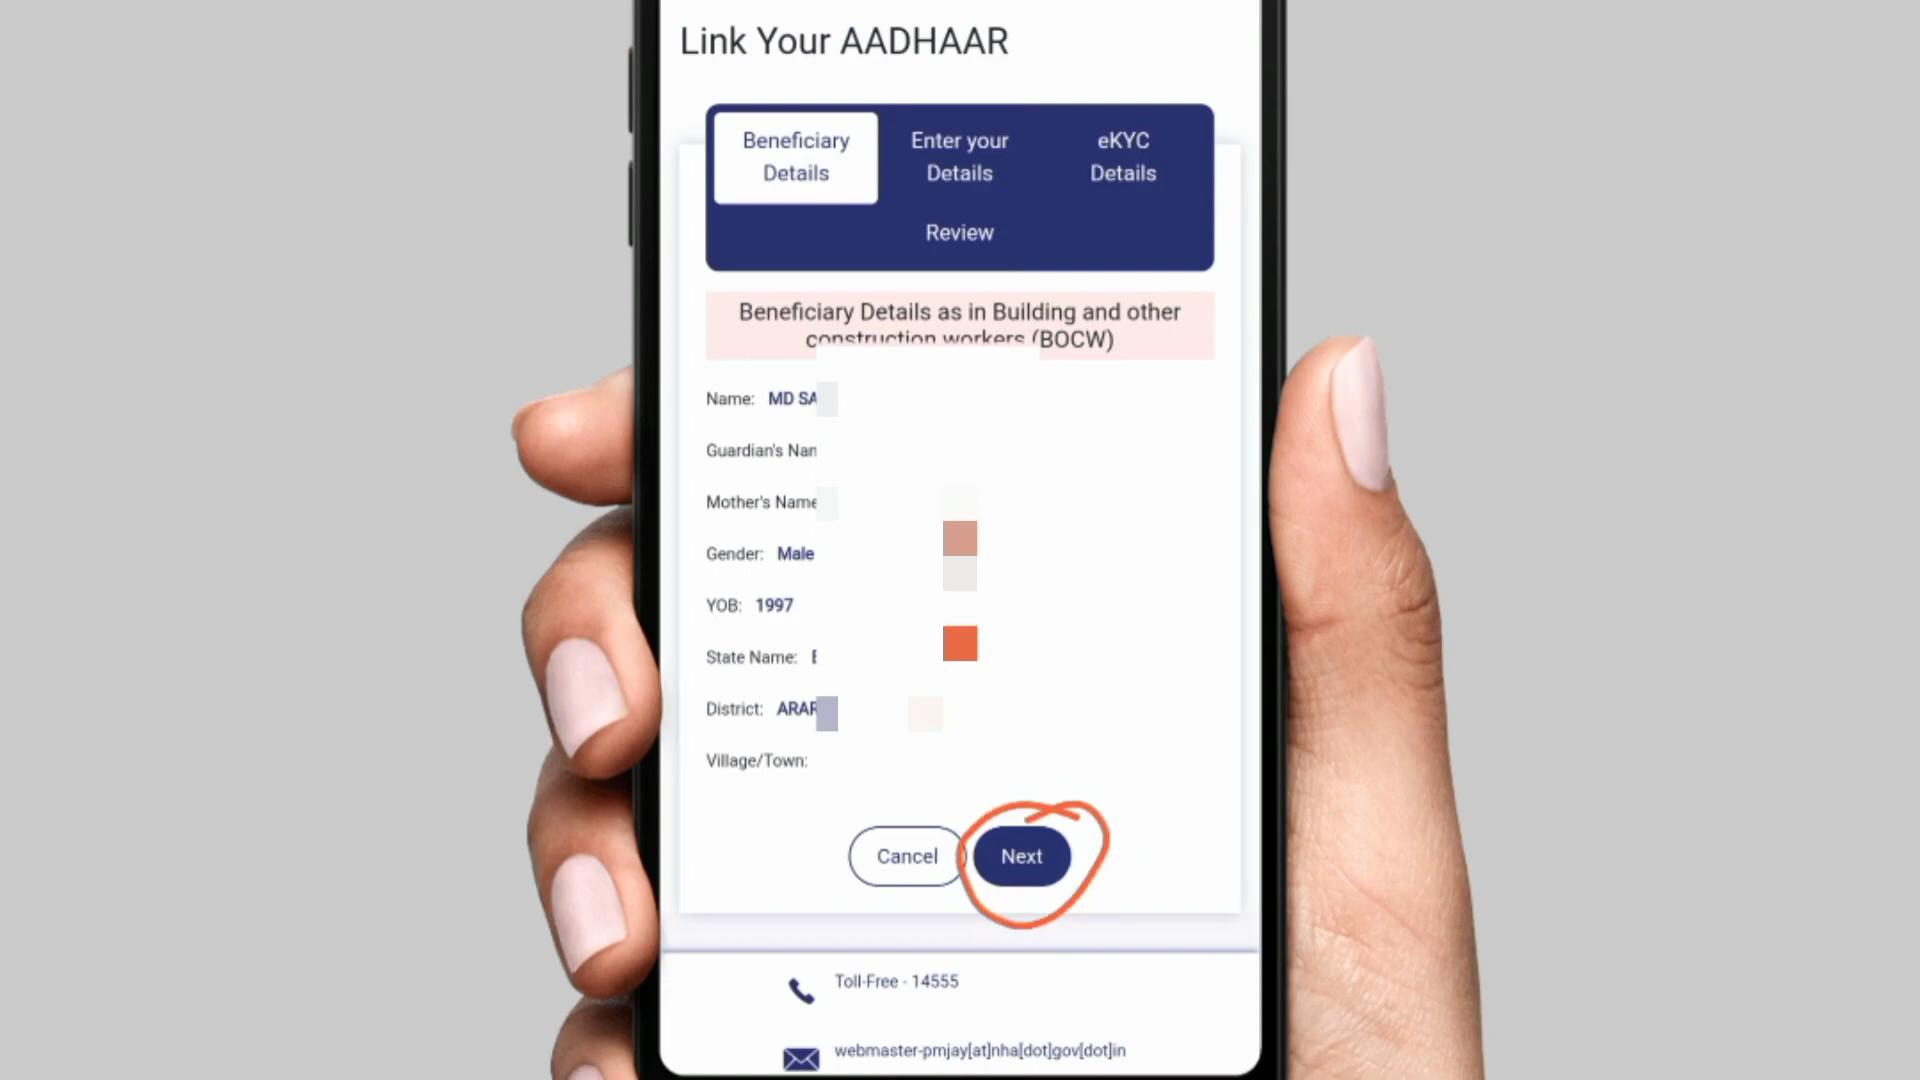 Link Your AADHAAR
Beneficiary
Details
Enter your
Details
eKYC
Details
Review
Beneficiary Details as in Building and other
construction workers (BOCW)
Name: MD SA
Guardian's Nam
Mother's Name
Gender: Male
YOB: 1997
State Name:
District: ARAR
Village/Town:
Cancel
Next
Toll-Free - 14555
webmaster-pmjay[at]nha[dot]gov[dot]in